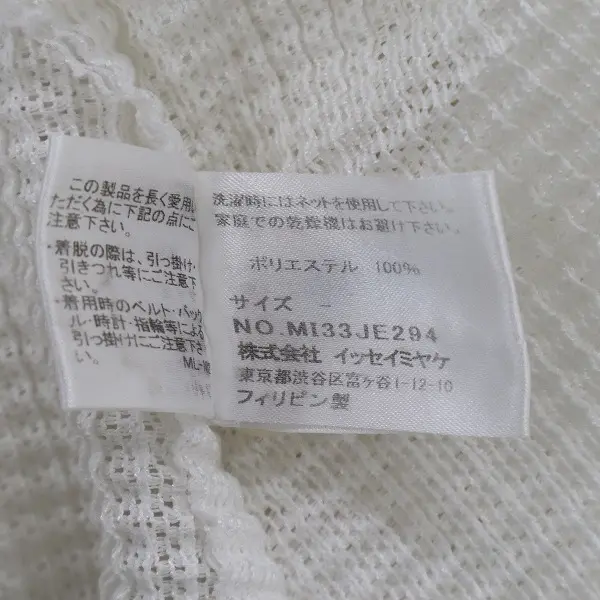 この製品を長く愛用い
ただく為に下記の点にご
注意下さい。
・着脱の際は、引っ掛け・
引きつれ等にご注意下
さい。
・着用時のベルト・バック
ル・時計・指輪等による
引っ掛けにご注意下さ
い。
洗濯時にはネットを使用して下さい。
家庭での乾燥機はお避け下さい。
ポリエステル 100%
サイズ -
NO.MI33JE294
株式会社 イッセイミヤケ
東京都渋谷区富ヶ谷1-12-10
フィリピン製